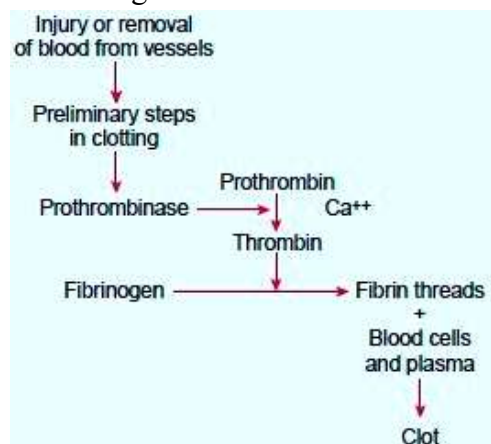 Injury or removal
of blood from vessels
Preliminary steps
in clotting
Prothrombin
Prothrombinase
Ca++
Thrombin
Fibrinogen
Fibrin threads
+
Blood cells
and plasma
Clot